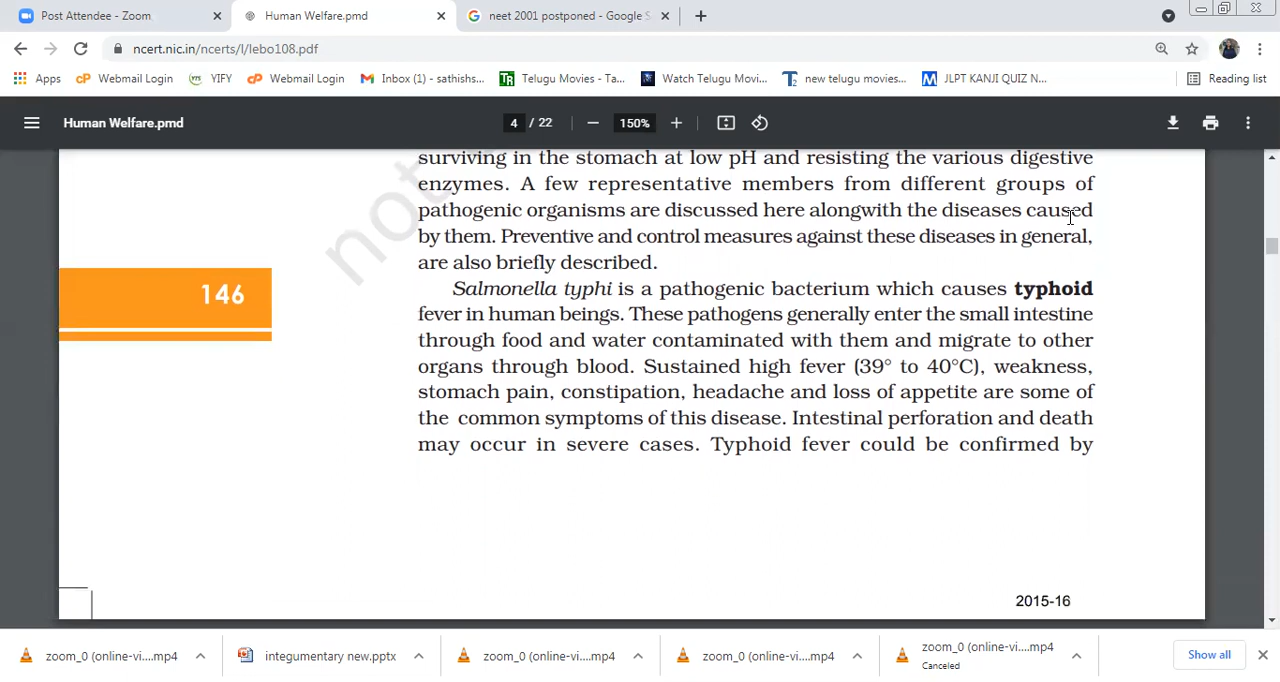 Post Attendee - Zoom
Human Welfare.pmd
neet 2001 postponed - Google S
ncert.nic.in/ncerts/l/lebo108.pdf
Apps
Webmail Login
YIFY
Webmail Login
Inbox (1) - sathishs...
Telugu Movies - Ta...
Watch Telugu Movi...
new telugu movies...
JLPT KANJI QUIZ N...
Reading list
Human Welfare.pmd
4 / 22
150%
surviving in the stomach at low pH and resisting the various digestive
enzymes. A few representative members from different groups of
pathogenic organisms are discussed here alongwith the diseases caused
by them. Preventive and control measures against these diseases in general,
are also briefly described.
not
146
Salmonella typhi is a pathogenic bacterium which causes typhoid
fever in human beings. These pathogens generally enter the small intestine
through food and water contaminated with them and migrate to other
organs through blood. Sustained high fever (39° to 40°C), weakness,
stomach pain, constipation, headache and loss of appetite are some of
the common symptoms of this disease. Intestinal perforation and death
may occur in severe cases. Typhoid fever could be confirmed by
2015-16
zoom_0 (online-vi....mp4
integumentary new.pptx
zoom_0 (online-vi....mp4
zoom_0 (online-vi....mp4
zoom_0 (online-vi....mp4
Canceled
Show all